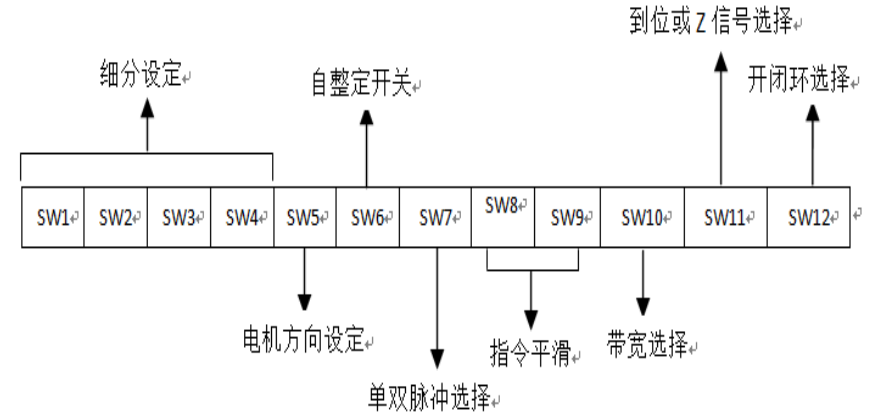 到位或Z信号选择
细分设定
自整定开关
开闭环选择
SW1 SW2 SW3 SW4 SW5 SW6 SW7 SW8 SW9 SW10 SW11 SW12
电机方向设定
指令平滑
带宽选择
单双脉冲选择